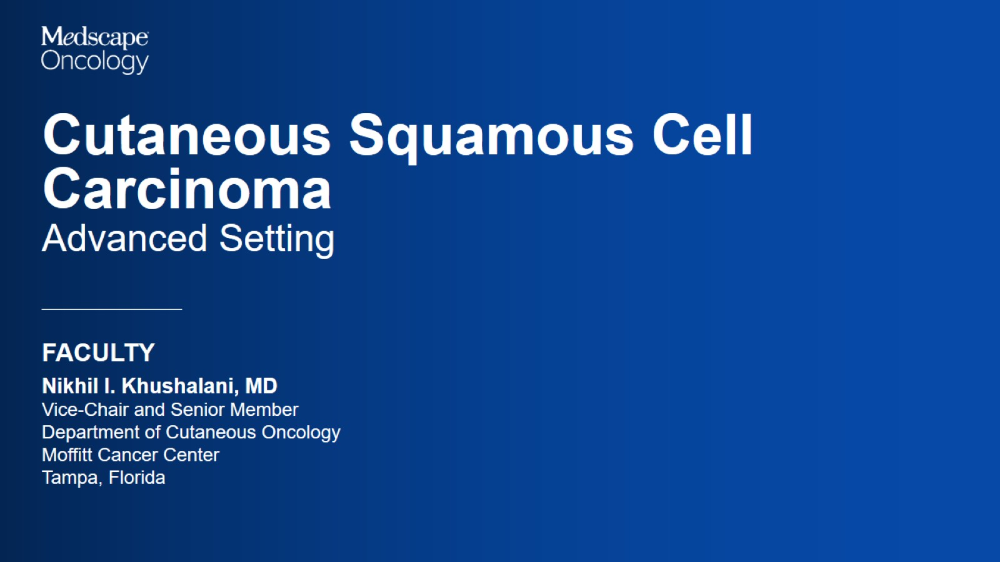 Medscape
Oncology
Cutaneous Squamous Cell
Carcinoma
Advanced Setting
FACULTY
Nikhil I. Khushalani, MD
Vice-Chair and Senior Member
Department of Cutaneous Oncology
Moffitt Cancer Center
Tampa, Florida